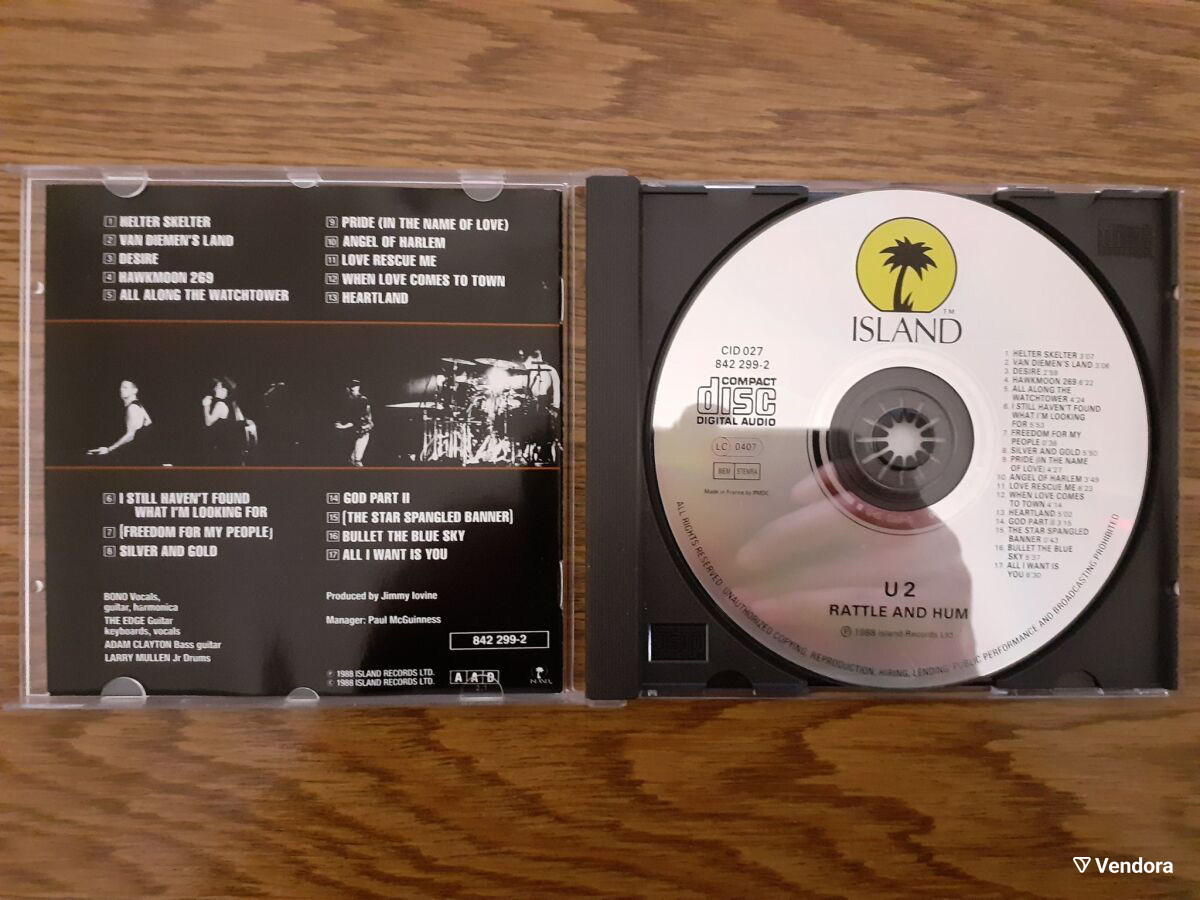 1 HELTER SKELTER
2 VAN DIEMEN'S LAND
3 DESIRE
4 HAWKMOON 269
5 ALL ALONG THE WATCHTOWER
9 PRIDE (IN THE NAME OF LOVE)
10 ANGEL OF HARLEM
11 LOVE RESCUE ME
12 WHEN LOVE COMES TO TOWN
13 HEARTLAND
6 I STILL HAVEN'T FOUND
WHAT I'M LOOKING FOR
7 (FREEDOM FOR MY PEOPLE)
8 SILVER AND GOLD
14 GOD PART II
15 (THE STAR SPANGLED BANNER)
16 BULLET THE BLUE SKY
17 ALL I WANT IS YOU
BONO Vocals,
guitar, harmonica
THE EDGE Guitar
keyboards, vocals
ADAM CLAYTON Bass guitar
LARRY MULLEN Jr Drums
Produced by Jimmy Iovine
Manager: Paul McGuinness
842 299-2
℗ 1988 ISLAND RECORDS LTD.
© 1988 ISLAND RECORDS LTD.
AAD
ISLAND
TM
ISLAND
CID 027
842 299-2
COMPACT
disc
DIGITAL AUDIO
LC 0407
BIEM STEMRA
Made in France by PMDC
1. HELTER SKELTER 3'07
2. VAN DIEMEN'S LAND 3'06
3. DESIRE 2'59
4. HAWKMOON 269 6'22
5. ALL ALONG THE
WATCHTOWER 4'24
6. I STILL HAVEN'T FOUND
WHAT I'M LOOKING
FOR 5'53
7. FREEDOM FOR MY
PEOPLE 0'38
8. SILVER AND GOLD 5'50
9. PRIDE (IN THE NAME
OF LOVE) 4'27
10. ANGEL OF HARLEM 3'49
11. LOVE RESCUE ME 6'23
12. WHEN LOVE COMES
TO TOWN 4'14
13. HEARTLAND 5'02
14. GOD PART II 3'15
15. THE STAR SPANGLED
BANNER 0'43
16. BULLET THE BLUE
SKY 5'37
17. ALL I WANT IS
YOU 6'30
U2
RATTLE AND HUM
℗ 1988 Island Records Ltd.
ALL RIGHTS RESERVED. UNAUTHORIZED COPYING, REPRODUCTION, HIRING, LENDING, PUBLIC PERFORMANCE AND BROADCASTING PROHIBITED
Vendora